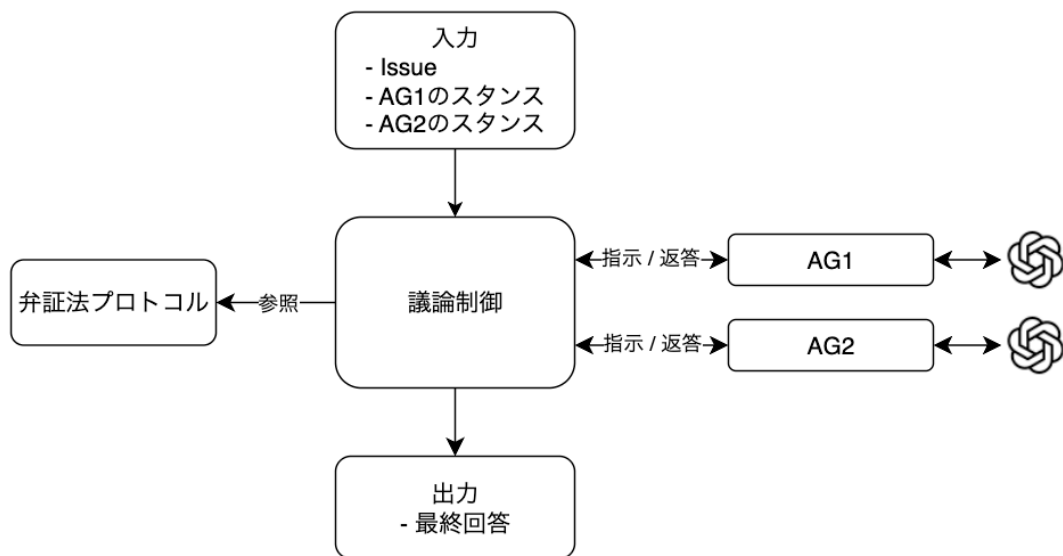 入力
- Issue
- AG1のスタンス
- AG2のスタンス
指示 / 返答
AG1
弁証法プロトコル
参照
議論制御
指示 / 返答
AG2
出力
- 最終回答